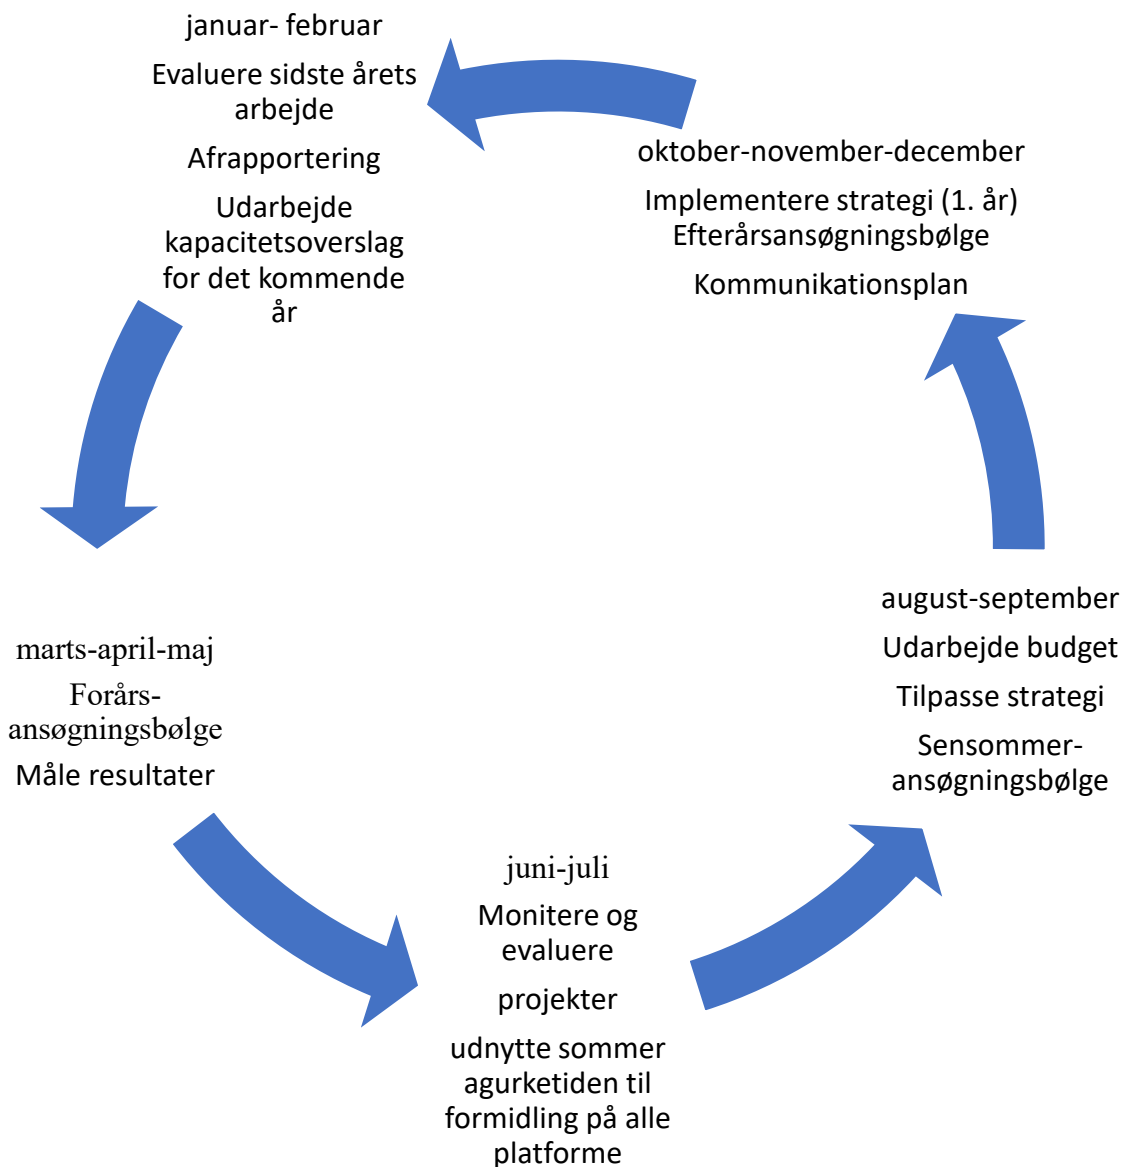 januar- februar
Evaluere sidste årets
arbejde
Afrapportering
Udarbejde
kapacitetsoverslag
for det kommende
år
marts-april-maj
Forårs-
ansøgningsbølge
Måle resultater
juni-juli
Monitere og
evaluere
projekter
udnytte sommer
agurketiden til
formidling på alle
platforme
august-september
Udarbejde budget
Tilpasse strategi
Sensommer-
ansøgningsbølge
oktober-november-december
Implementere strategi (1. år)
Efterårsansøgningsbølge
Kommunikationsplan